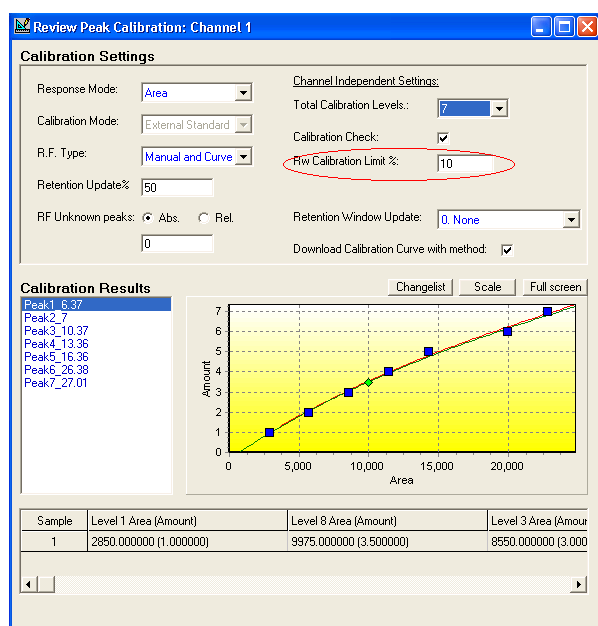 Review Peak Calibration: Channel 1
Calibration Settings
Response Mode: Area
Calibration Mode: External Standard
R.F. Type: Manual and Curve
Retention Update% 50
RF Unknown peaks: Abs. Rel.
0
Channel Independent Settings:
Total Calibration Levels.: 7
Calibration Check:
Rw Calibration Limit %: 10
Retention Window Update: 0. None
Download Calibration Curve with method:
Calibration Results
Changelist Scale Full screen
Peak1_6.37
Peak2_7
Peak3_10.37
Peak4_13.36
Peak5_16.36
Peak6_26.38
Peak7_27.01
Amount
7
6
5
4
3
2
1
0
0 5,000 10,000 15,000 20,000
Area
Sample Level 1 Area (Amount) Level 8 Area (Amount) Level 3 Area (Amour
1 2850.000000 (1.000000) 9975.000000 (3.500000) 8550.000000 (3.000